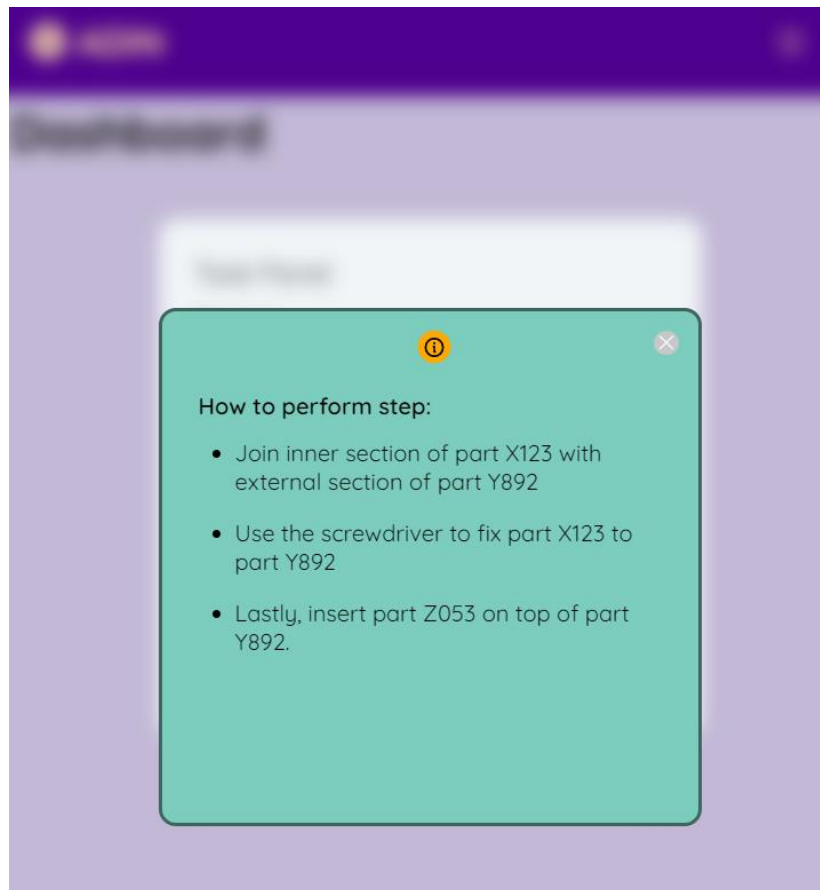 Dashboard
How to perform step:
• Join inner section of part X123 with
external section of part Y892
• Use the screwdriver to fix part X123 to
part Y892
• Lastly, insert part Z053 on top of part
Y892.